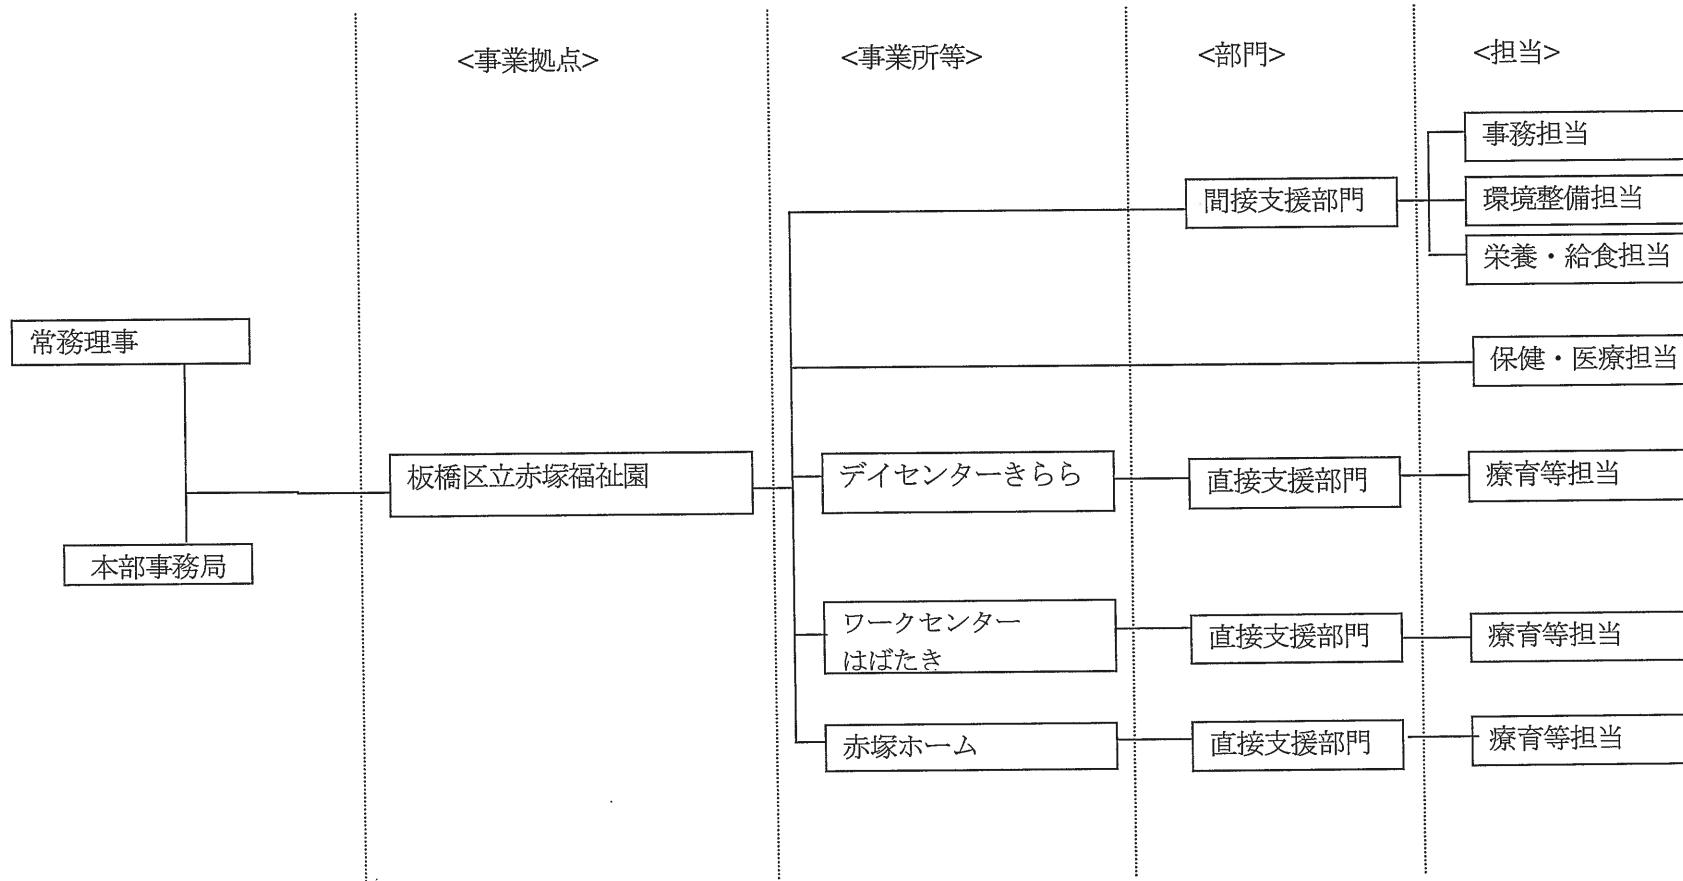 <事業拠点>
<事業所等>
<部門>
<担当>
事務担当
間接支援部門
環境整備担当
栄養・給食担当
常務理事
保健・医療担当
板橋区立赤塚福祉園
デイセンターきらら
直接支援部門
療育等担当
本部事務局
ワークセンター
はばたき
直接支援部門
療育等担当
赤塚ホーム
直接支援部門
療育等担当